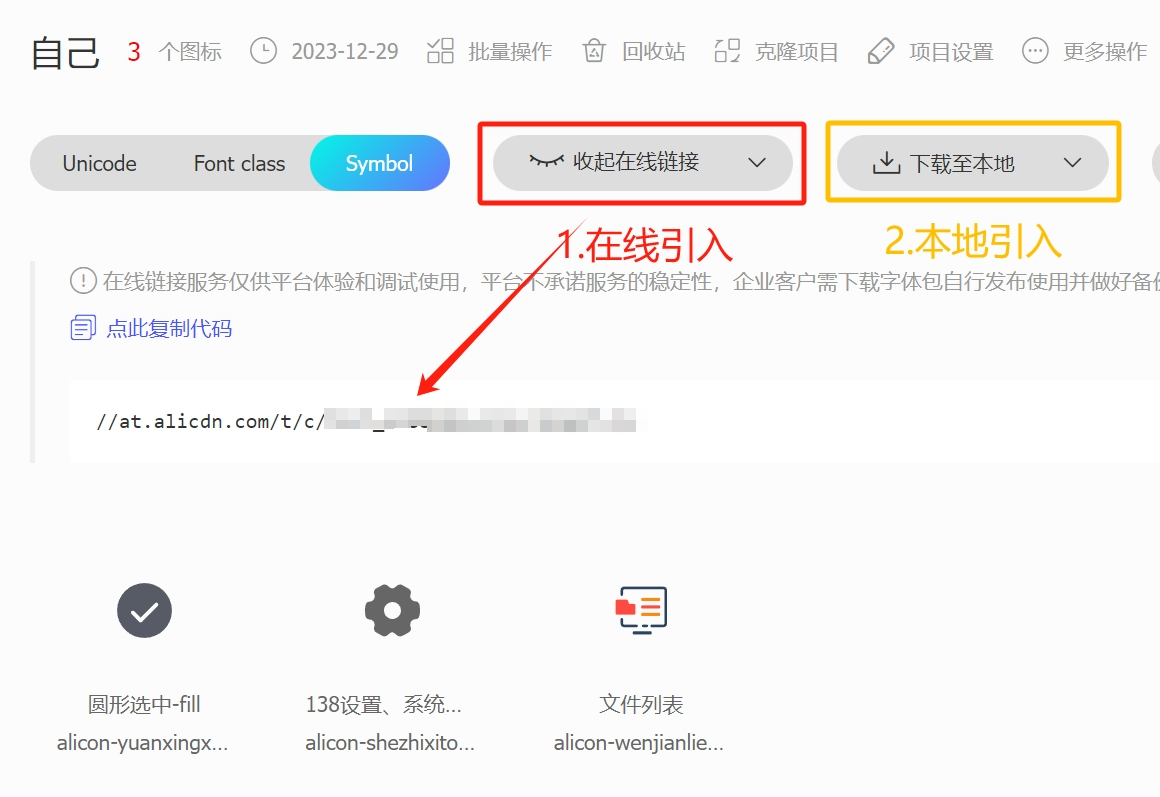 自己 3 个图标 2023-12-29 批量操作 回收站 克隆项目 项目设置 更多操作
Unicode Font class Symbol 收起在线链接 下载至本地
1.在线引入 2.本地引入
在线链接服务仅供平台体验和调试使用，平台不承诺服务的稳定性，企业客户需下载字体包自行发布使用并做好备份
点此复制代码
//at.alicdn.com/t/c/
圆形选中-fill 138设置、系统... 文件列表
alicon-yuanxingx... alicon-shezhixito... alicon-wenjianlie...